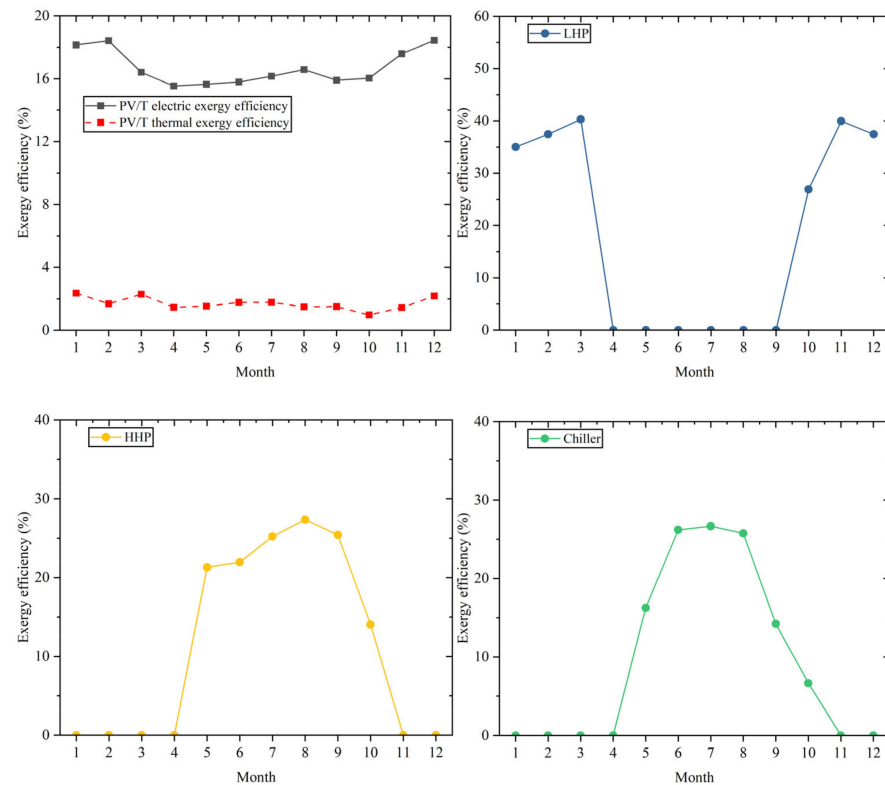 20
16
12
8
4
0
Exergy efficiency (%)
PV/T electric exergy efficiency
PV/T thermal exergy efficiency
1 2 3 4 5 6 7 8 9 10 11 12
Month
60
50
40
30
20
10
0
Exergy efficiency (%)
LHP
1 2 3 4 5 6 7 8 9 10 11 12
Month
40
30
20
10
0
Exergy efficiency (%)
HHP
1 2 3 4 5 6 7 8 9 10 11 12
Month
40
30
20
10
0
Exergy efficiency (%)
Chiller
1 2 3 4 5 6 7 8 9 10 11 12
Month